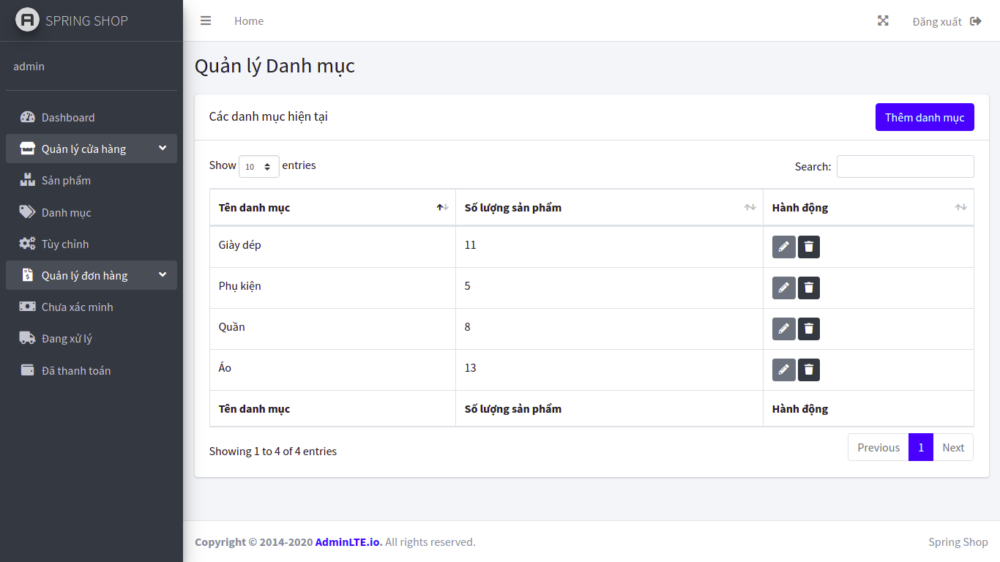 SPRING SHOP
Home
Đăng xuất
admin
Dashboard
Quản lý cửa hàng
Sản phẩm
Danh mục
Tùy chỉnh
Quản lý đơn hàng
Chưa xác minh
Đang xử lý
Đã thanh toán
Quản lý Danh mục
Các danh mục hiện tại
Thêm danh mục
Show 10 entries
Search:
Tên danh mục Số lượng sản phẩm Hành động
Giày dép 11
Phụ kiện 5
Quần 8
Áo 13
Tên danh mục Số lượng sản phẩm Hành động
Showing 1 to 4 of 4 entries
Previous 1 Next
Copyright © 2014-2020 AdminLTE.io. All rights reserved.
Spring Shop